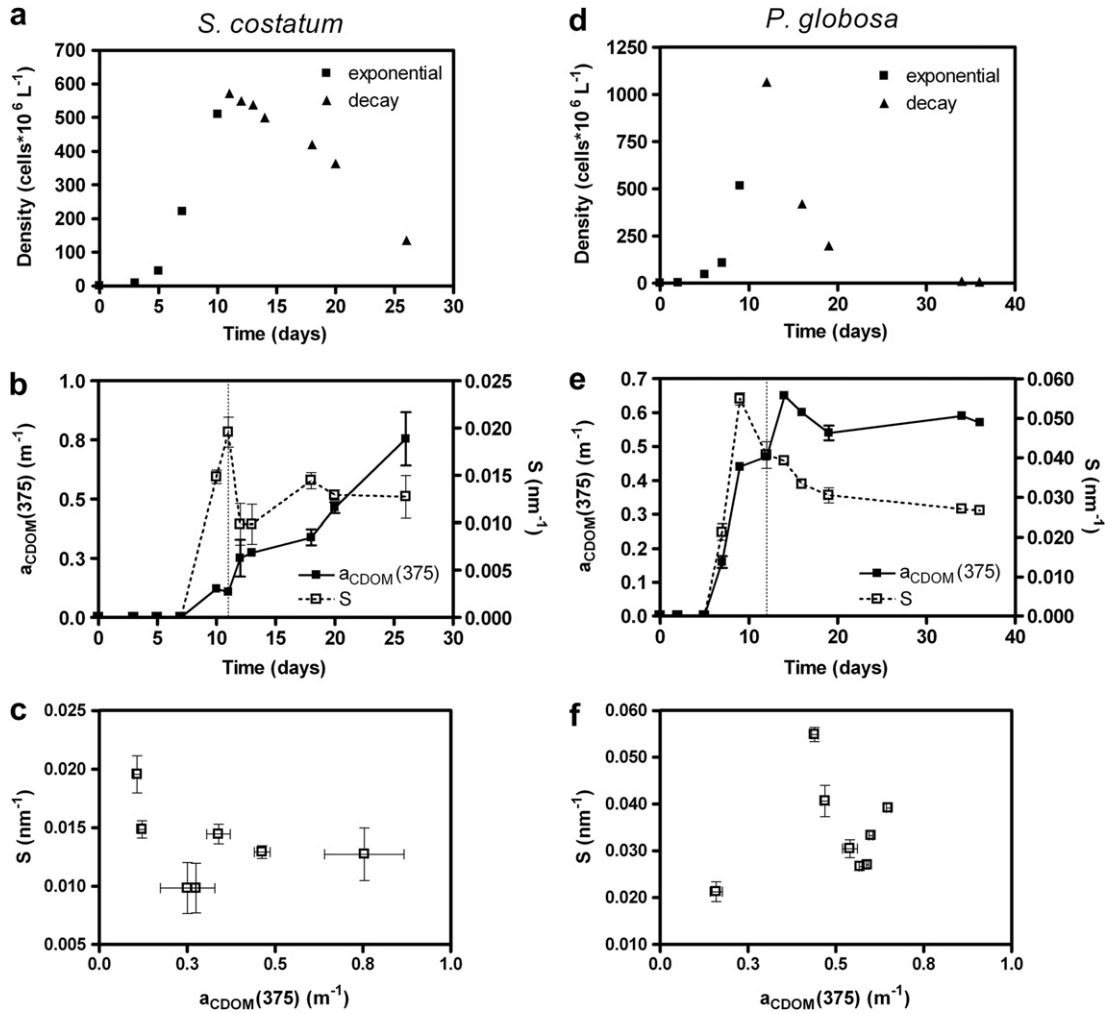 a
S. costatum
700
600
500
400
300
200
100
0
Density (cells*10⁶ L⁻¹)
exponential
decay
0 5 10 15 20 25 30
Time (days)
d
P. globosa
1250
1000
750
500
250
0
Density (cells*10⁶ L⁻¹)
exponential
decay
0 10 20 30 40
Time (days)
b
1.0
0.8
0.5
0.3
0.0
aCDOM(375) (m⁻¹)
0.025
0.020
0.015
0.010
0.005
0.000
S (nm⁻¹)
aCDOM(375)
S
0 5 10 15 20 25 30
Time (days)
e
0.7
0.6
0.5
0.4
0.3
0.2
0.1
0.0
aCDOM(375) (m⁻¹)
0.060
0.050
0.040
0.030
0.020
0.010
0.000
S (nm⁻¹)
aCDOM(375)
S
0 10 20 30 40
Time (days)
c
0.025
0.020
0.015
0.010
0.005
S (nm⁻¹)
0.0 0.3 0.5 0.8 1.0
aCDOM(375) (m⁻¹)
f
0.060
0.050
0.040
0.030
0.020
0.010
S (nm⁻¹)
0.0 0.3 0.5 0.8 1.0
aCDOM(375) (m⁻¹)